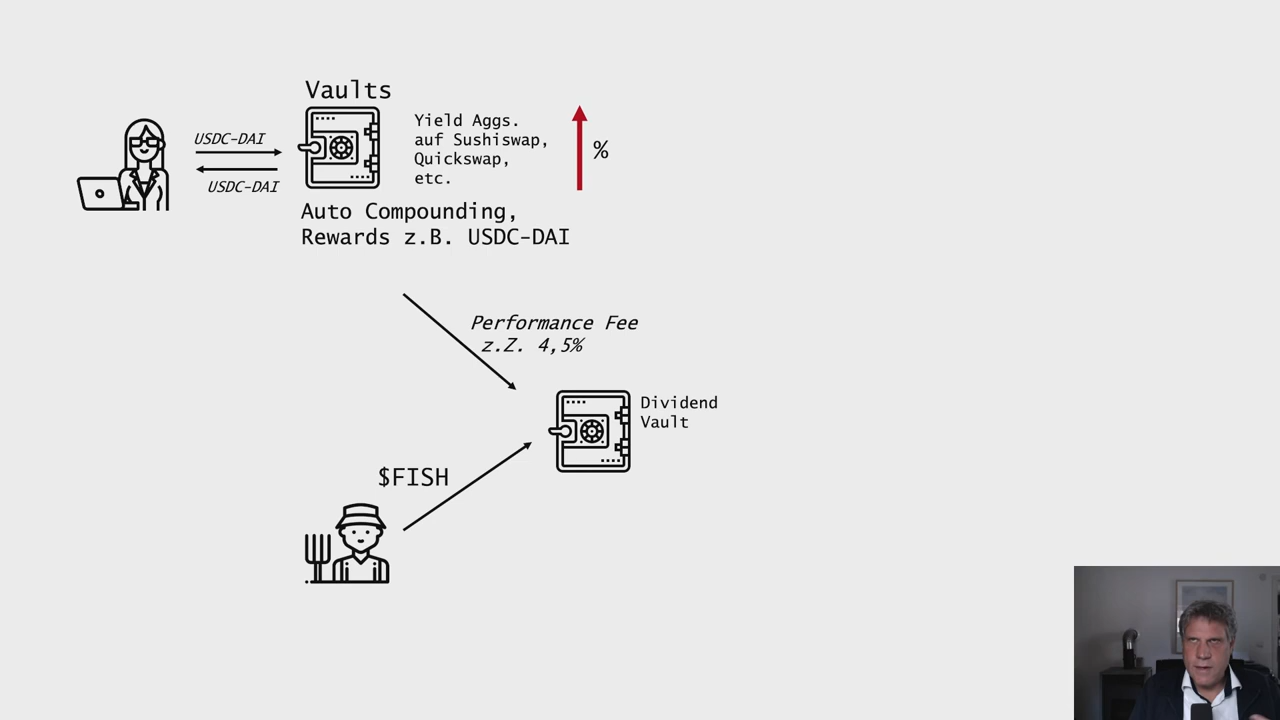 Vaults
USDC-DAI
USDC-DAI
Yield Aggs.
auf Sushiswap,
Quickswap,
etc.
%
Auto Compounding,
Rewards z.B. USDC-DAI
Performance Fee
z.Z. 4,5%
Dividend
Vault
$FISH